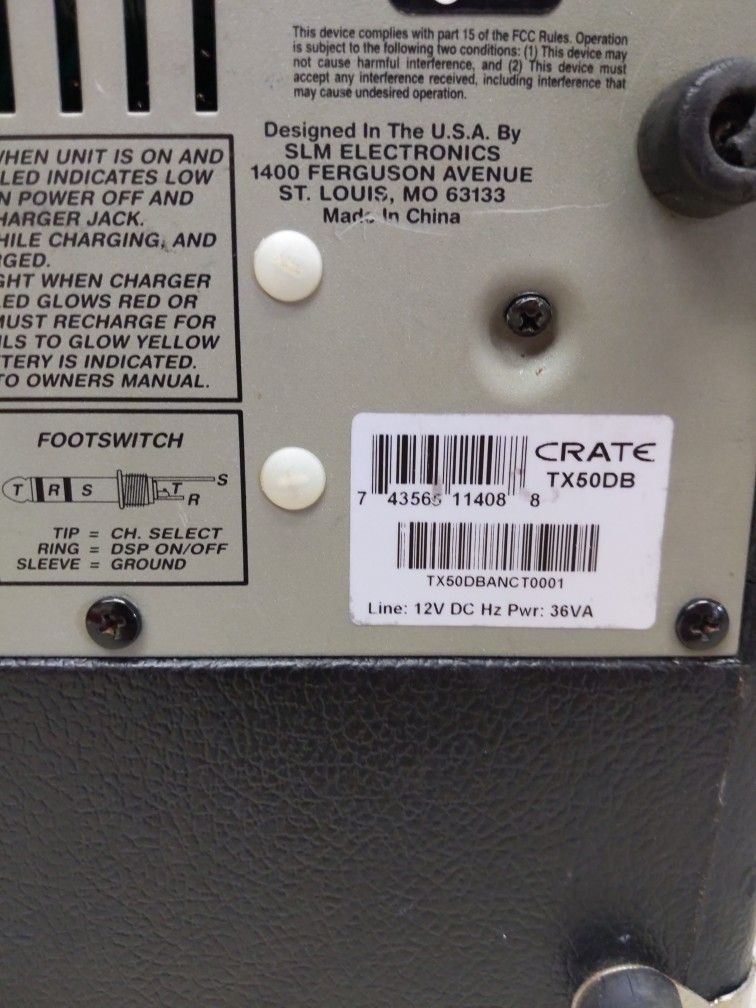 This device complies with part 15 of the FCC Rules. Operation
is subject to the following two conditions: (1) This device may
not cause harmful interference, and (2) This device must
accept any interference received, including interference that
may cause undesired operation.
Designed In The U.S.A. By
SLM ELECTRONICS
1400 FERGUSON AVENUE
ST. LOUIS, MO 63133
Made In China
WHEN UNIT IS ON AND
LED INDICATES LOW
N POWER OFF AND
HARGER JACK.
HILE CHARGING, AND
RGED.
GHT WHEN CHARGER
LED GLOWS RED OR
MUST RECHARGE FOR
ILS TO GLOW YELLOW
TERY IS INDICATED.
TO OWNERS MANUAL.
FOOTSWITCH
T R S T S
R
TIP = CH. SELECT
RING = DSP ON/OFF
SLEEVE = GROUND
CRATE
TX50DB
7 43565 11408 8
TX50DBANCT0001
Line: 12V DC Hz Pwr: 36VA